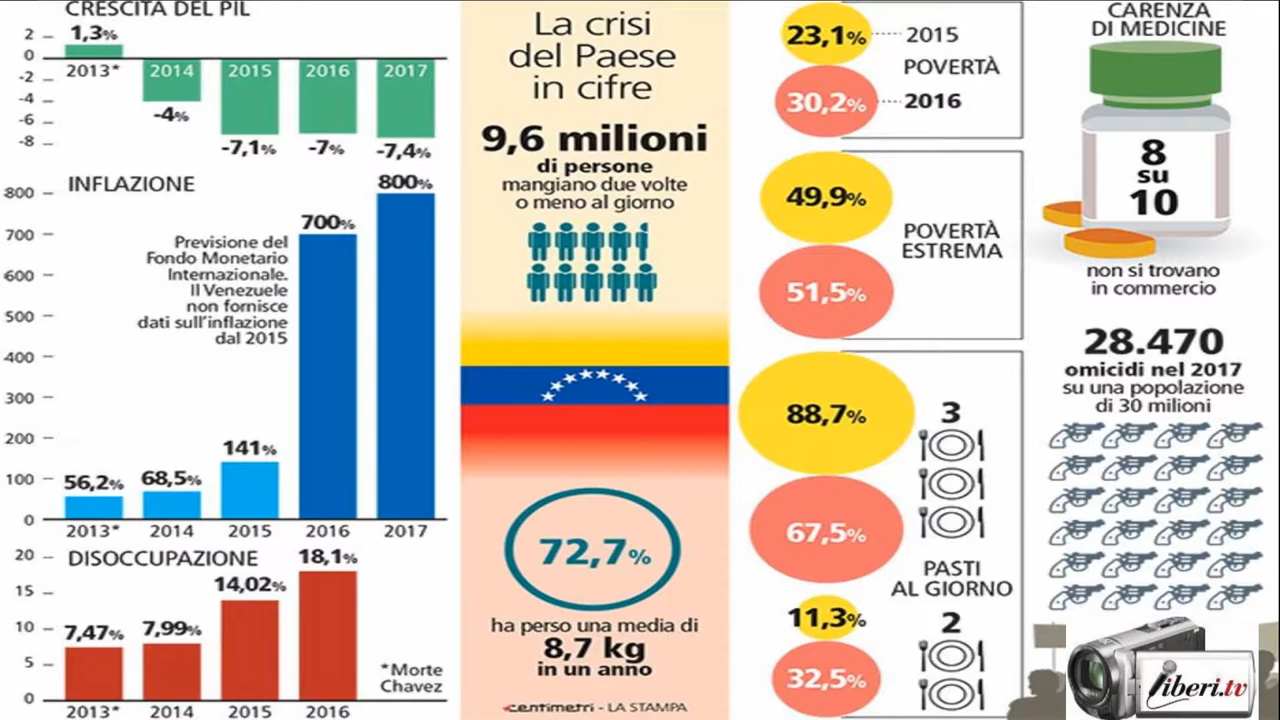 CRESCITA DEL PIL
2
0
-2
-4
-6
-8
1,3%
2013* 2014 2015 2016 2017
-4%
-7,1% -7% -7,4%
INFLAZIONE
800
700
600
500
400
300
200
100
0
Previsione del
Fondo Monetario
Internazionale.
Il Venezuele
non fornisce
dati sull'inflazione
dal 2015
56,2% 68,5% 141% 700% 800%
2013* 2014 2015 2016 2017
DISOCCUPAZIONE
20
15
10
5
0
7,47% 7,99% 14,02% 18,1%
2013* 2014 2015 2016
*Morte
Chavez
La crisi
del Paese
in cifre
9,6 milioni
di persone
mangiano due volte
o meno al giorno
72,7%
ha perso una media di
8,7 kg
in un anno
centimetri - LA STAMPA
23,1% 2015
POVERTÀ
30,2% 2016
49,9%
POVERTÀ
ESTREMA
51,5%
88,7%
3
67,5%
PASTI
AL GIORNO
11,3%
2
32,5%
CARENZA
DI MEDICINE
8
su
10
non si trovano
in commercio
28.470
omicidi nel 2017
su una popolazione
di 30 milioni
liberi.tv